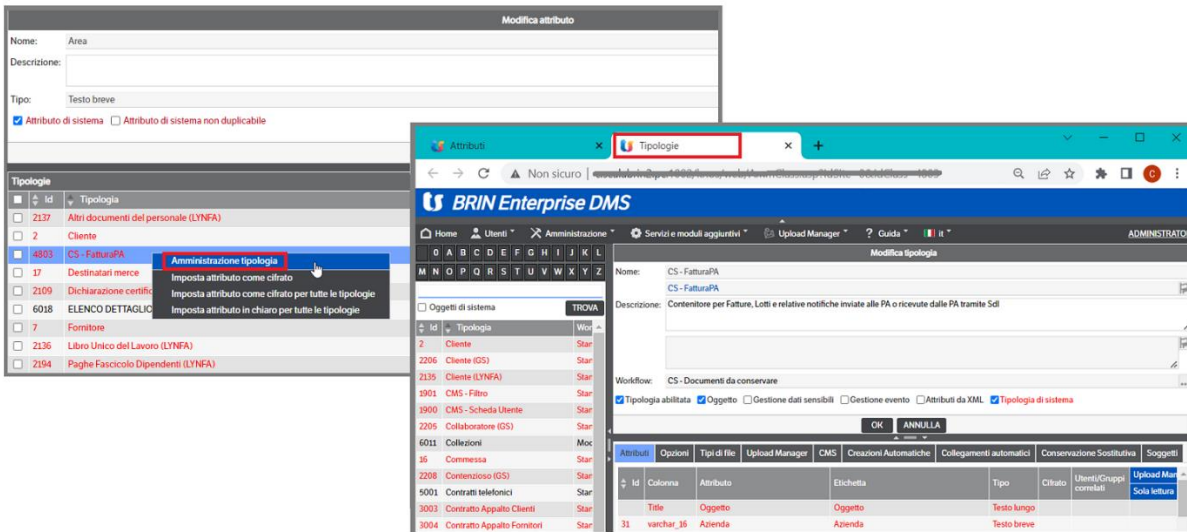 Modifica attributo
Nome: Area
Descrizione:
Tipo: Testo breve
Attributo di sistema Attributo di sistema non duplicabile
Tipologie
Id Tipologia
2137 Altri documenti del personale (LYNFA)
2 Cliente
4803 CS - FatturaPA
17 Destinatari merce
2109 Dichiarazione certific
6018 ELENCO DETTAGLIO
7 Fornitore
2136 Libro Unico del Lavoro (LYNFA)
2194 Paghe Fascicolo Dipendenti (LYNFA)
Amministrazione tipologia
Imposta attributo come cifrato
Imposta attributo come cifrato per tutte le tipologie
Imposta attributo in chiaro per tutte le tipologie
Attributi Tipologie
Non sicuro
C
BRIN Enterprise DMS
Home Utenti Amministrazione Servizi e moduli aggiuntivi Upload Manager ? Guida it ADMINISTRATO
0 A B C D E F G H I J K L
M N O P Q R S T U V W X Y Z
Oggetti di sistema TROVA
Id Tipologia Wor
2 Cliente Star
2206 Cliente (GS) Star
2135 Cliente (LYNFA) Star
1901 CMS - Filtro Star
1900 CMS - Scheda Utente Star
2205 Collaboratore (GS) Star
6011 Collezioni Moc
16 Commessa Star
2208 Contenzioso (GS) Star
5001 Contratti telefonici Star
3003 Contratto Appalto Clienti Star
3004 Contratto Appalto Fornitori Star
Modifica tipologia
Nome: CS - FatturaPA
CS - FatturaPA
Descrizione: Contenitore per Fatture, Lotti e relative notifiche inviate alle PA o ricevute dalle PA tramite SdI
Workflow: CS - Documenti da conservare ...
Tipologia abilitata Oggetto Gestione dati sensibili Gestione evento Attributi da XML Tipologia di sistema
OK ANNULLA
Attributi Opzioni Tipi di file Upload Manager CMS Creazioni Automatiche Collegamenti automatici Conservazione Sostitutiva Soggetti
Id Colonna Attributo Etichetta Tipo Cifrato Utenti/Gruppi correlati Upload Man
Sola lettura
Title Oggetto Oggetto Testo lungo
31 varchar_16 Azienda Azienda Testo breve